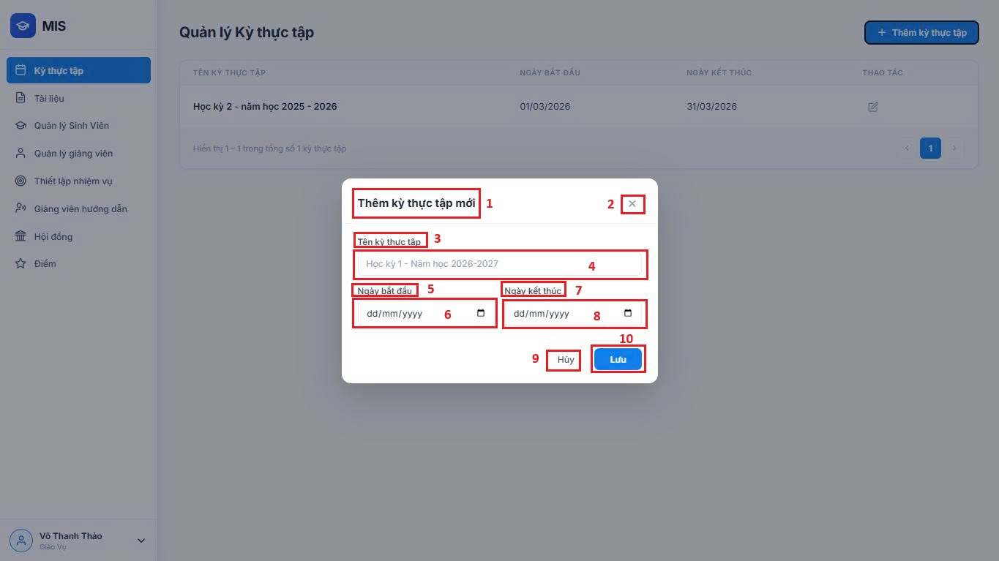 MIS
Kỳ thực tập
Tài liệu
Quản lý Sinh Viên
Quản lý giảng viên
Thiết lập nhiệm vụ
Giảng viên hướng dẫn
Hội đồng
Điểm
Võ Thanh Thảo
Giáo Vụ
Quản lý Kỳ thực tập
+ Thêm kỳ thực tập
TÊN KỲ THỰC TẬP NGÀY BẮT ĐẦU NGÀY KẾT THÚC THAO TÁC
Học kỳ 2 - năm học 2025 - 2026 01/03/2026 31/03/2026
Hiển thị 1 – 1 trong tổng số 1 kỳ thực tập
1
Thêm kỳ thực tập mới 1
2
Tên kỳ thực tập 3
Học kỳ 1 - Năm học 2026-2027 4
Ngày bắt đầu 5 Ngày kết thúc 7
dd/mm/yyyy 6 dd/mm/yyyy 8
10
9 Hủy Lưu